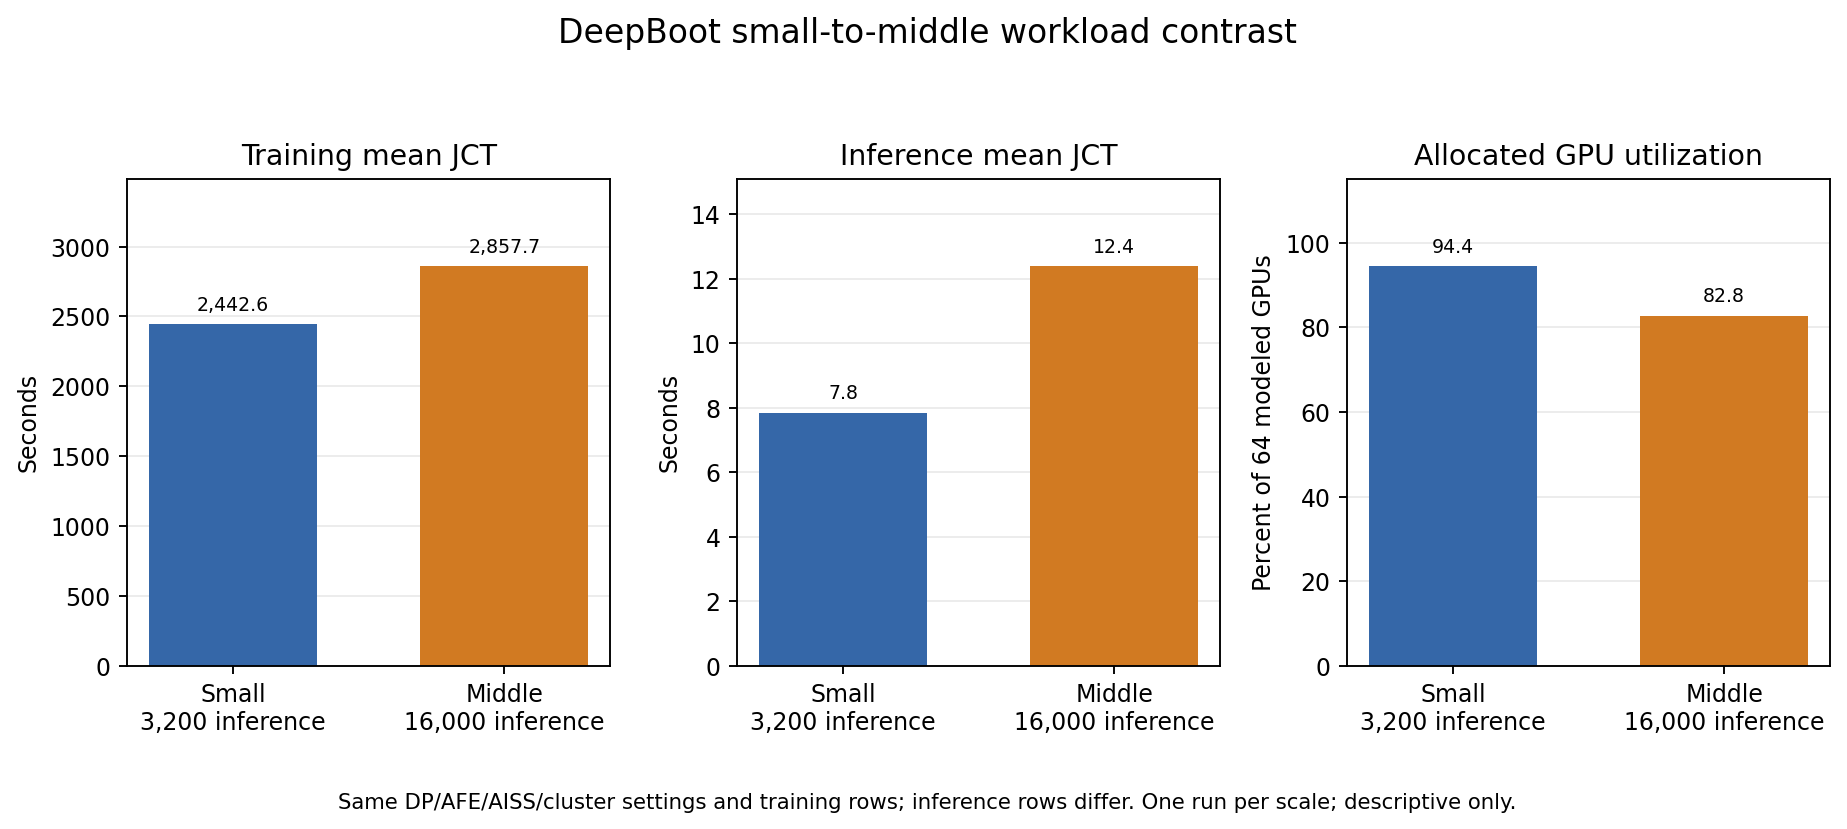 DeepBoot small-to-middle workload contrast
Training mean JCT
Seconds
3000
2500
2000
1500
1000
500
0
2,442.6
2,857.7
Small
3,200 inference
Middle
16,000 inference
Inference mean JCT
Seconds
14
12
10
8
6
4
2
0
7.8
12.4
Small
3,200 inference
Middle
16,000 inference
Allocated GPU utilization
Percent of 64 modeled GPUs
100
80
60
40
20
0
94.4
82.8
Small
3,200 inference
Middle
16,000 inference
Same DP/AFE/AISS/cluster settings and training rows; inference rows differ. One run per scale; descriptive only.